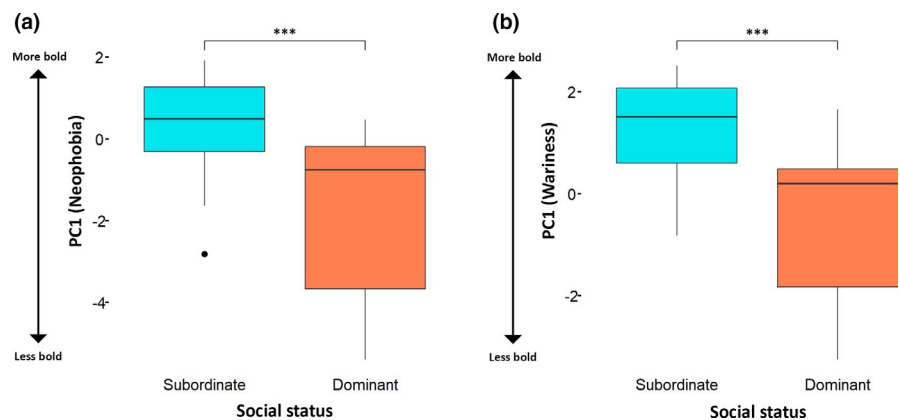 (a)
***
More bold
2
0
-2
-4
PC1 (Neophobia)
Less bold
Subordinate Dominant
Social status
(b)
***
More bold
2
0
-2
PC1 (Wariness)
Less bold
Subordinate Dominant
Social status